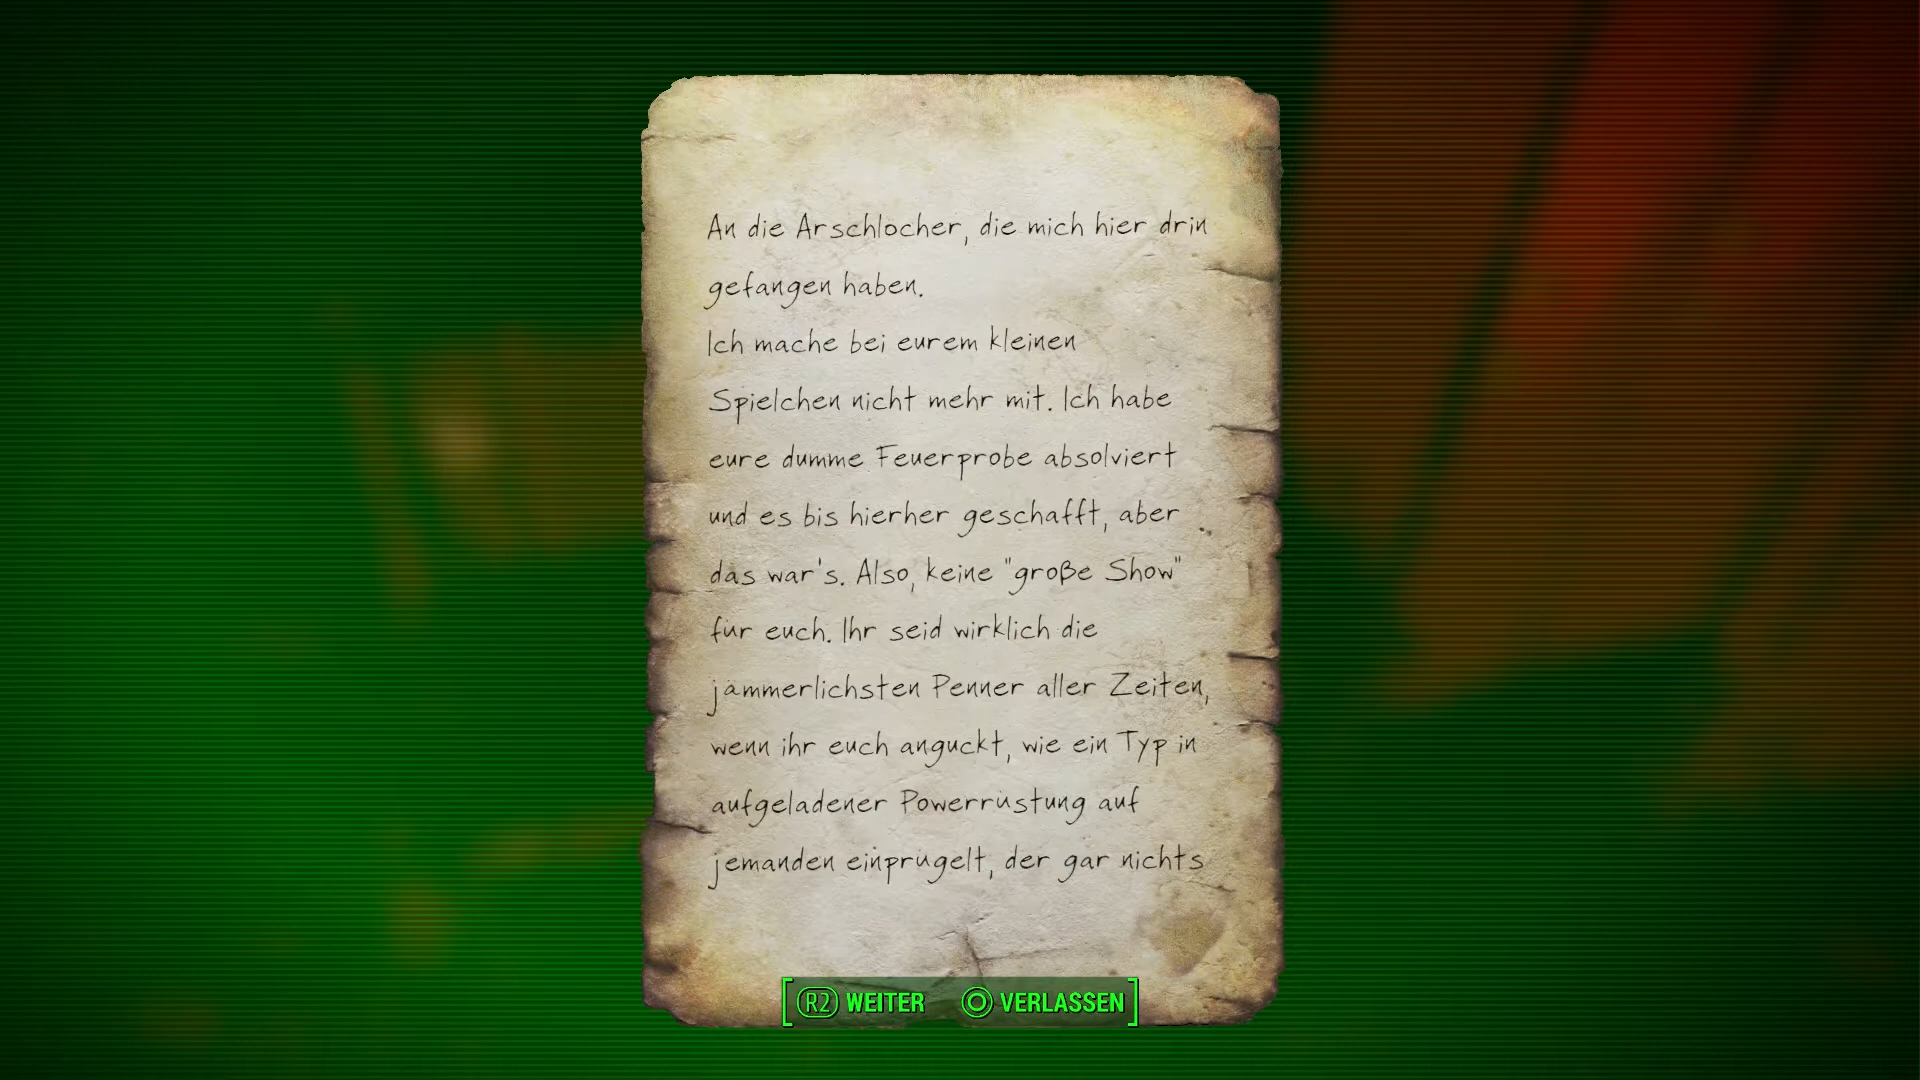 An die Arschlocher, die mich hier drin
gefangen haben.
Ich mache bei eurem kleinen
Spielchen nicht mehr mit. Ich habe
eure dumme Feuerprobe absolviert
und es bis hierher geschafft, aber
das war's. Also, keine "große Show"
fur euch. Ihr seid wirklich die
jammerlichsten Penner aller Zeiten,
wenn ihr euch anguckt, wie ein Typ in
aufgeladener Powerrustung auf
jemanden einprugelt, der gar nichts
R2 WEITER VERLASSEN